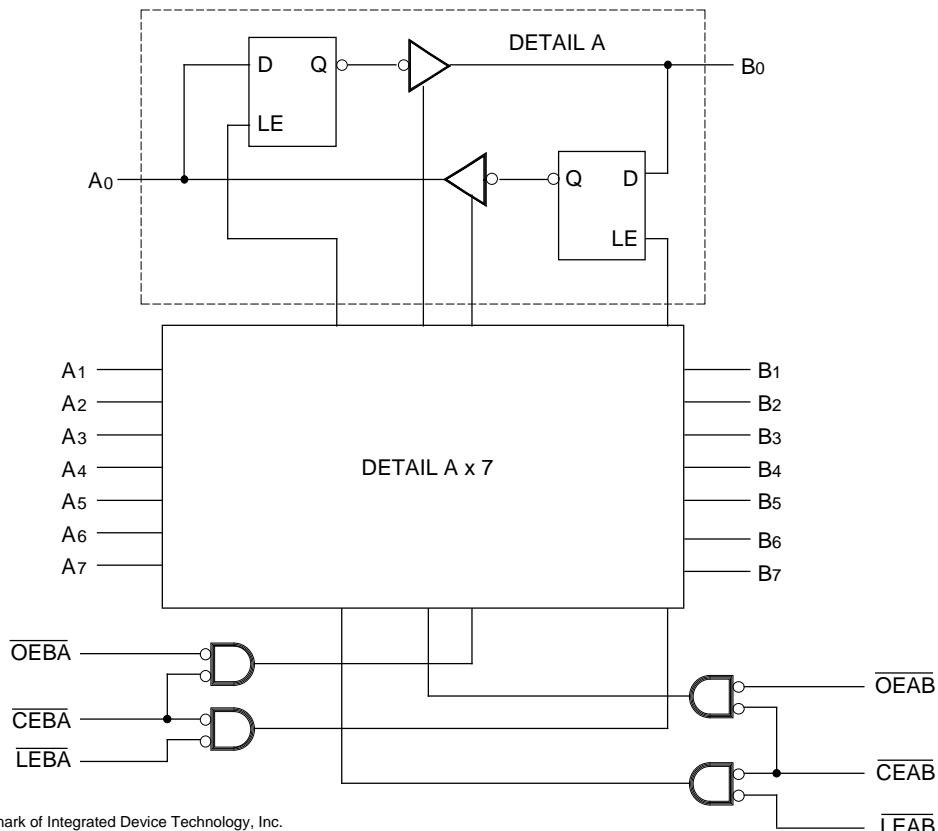 DETAIL A
D Q
B0
LE
A0
Q D
LE
A1
B1
A2
B2
A3
B3
A4
DETAIL A x 7
B4
A5
B5
A6
B6
A7
B7
OEBA
OEAB
CEBA
LEBA
CEAB
LEAB
mark of Integrated Device Technology, Inc.